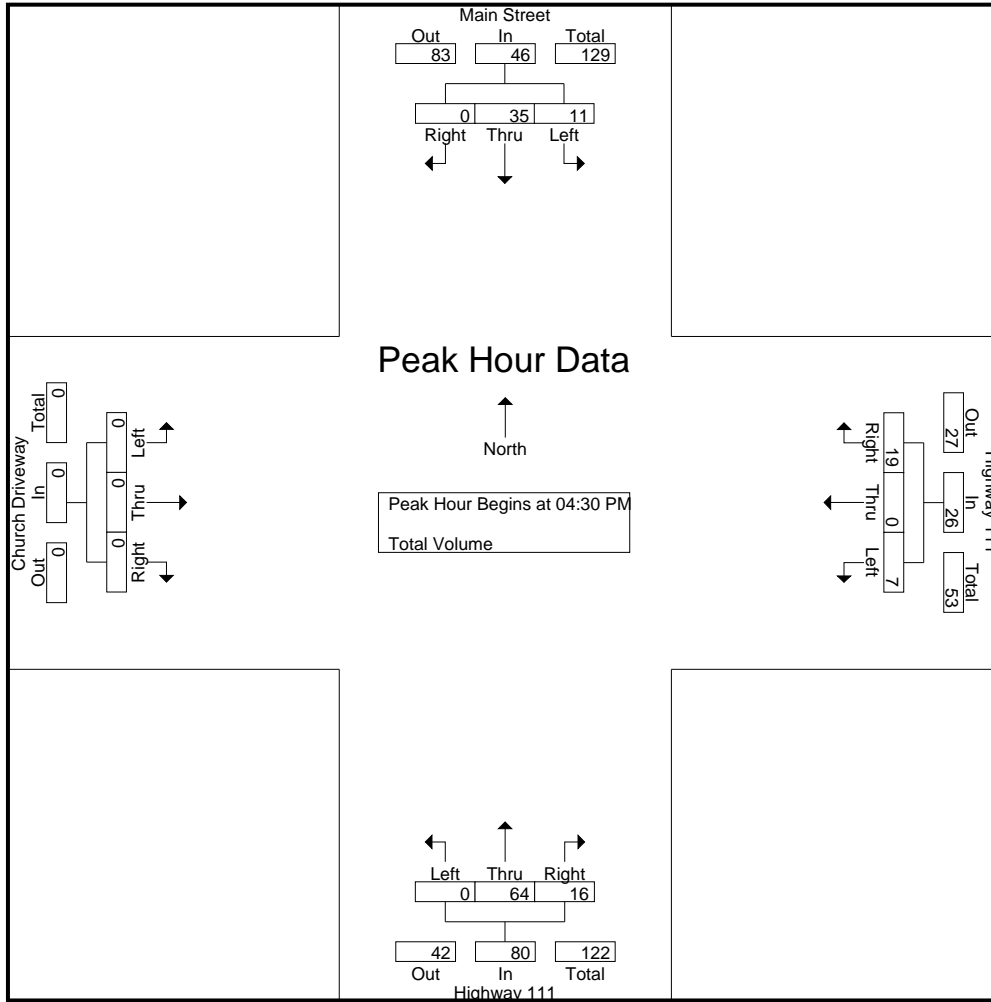 Main Street
Out In Total
83 46 129
0 35 11
Right Thru Left
Peak Hour Data
North
Peak Hour Begins at 04:30 PM
Total Volume
Church Driveway
Total In Out
0 0 0
0 0 0
Left Thru Right
Right Thru Left
19 0 7
Out In Total
27 26 53
Highway 111
Left Thru Right
0 64 16
42 80 122
Out In Total
Highway 111